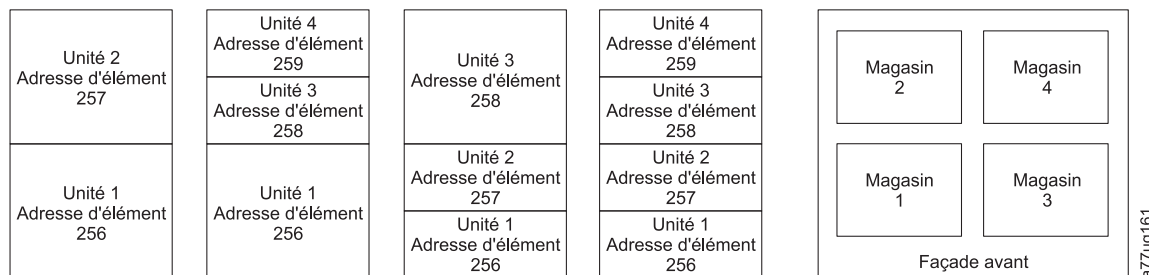 Unité 2
Adresse d'élément
257
Unité 1
Adresse d'élément
256
Unité 4
Adresse d'élément
259
Unité 3
Adresse d'élément
258
Unité 1
Adresse d'élément
256
Unité 3
Adresse d'élément
258
Unité 2
Adresse d'élément
257
Unité 1
Adresse d'élément
256
Unité 4
Adresse d'élément
259
Unité 3
Adresse d'élément
258
Unité 2
Adresse d'élément
257
Unité 1
Adresse d'élément
256
Magasin
2
Magasin
4
Magasin
1
Magasin
3
Façade avant
a77ug161